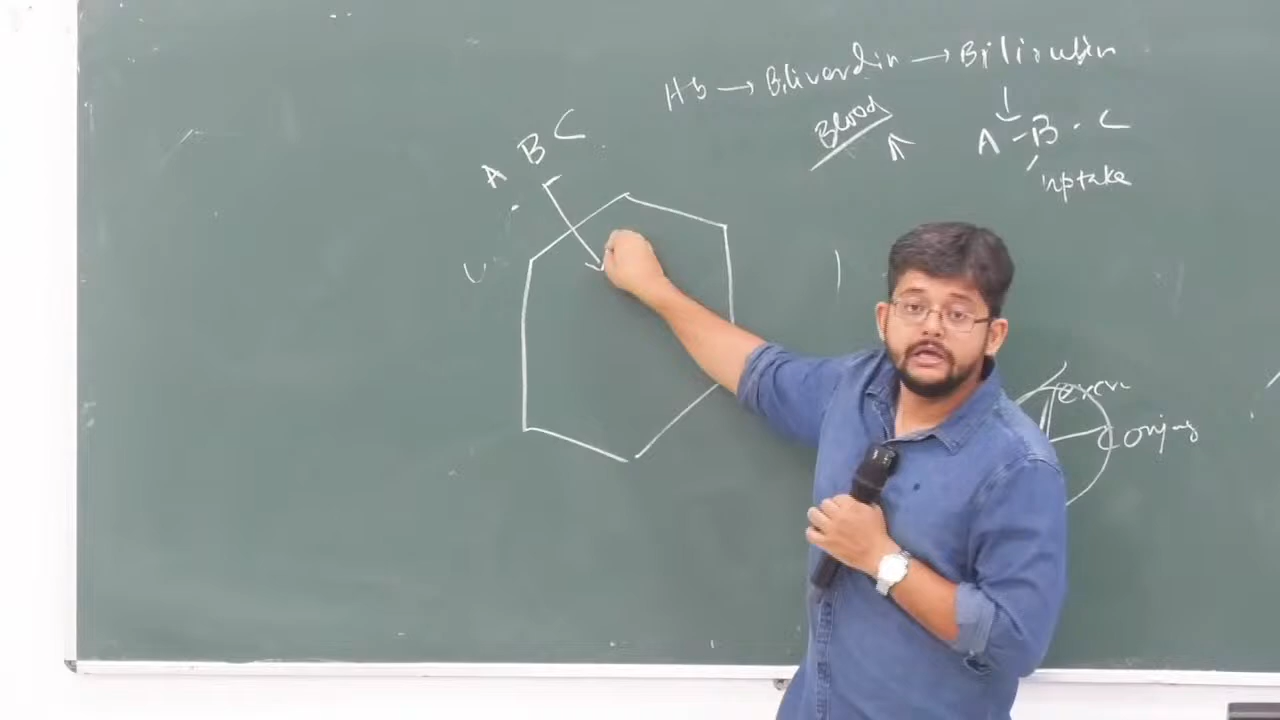 Hb → Biliverdin → Bilirubin
Blood
A - B - C
uptake
A B C
U
Excre
Conjug